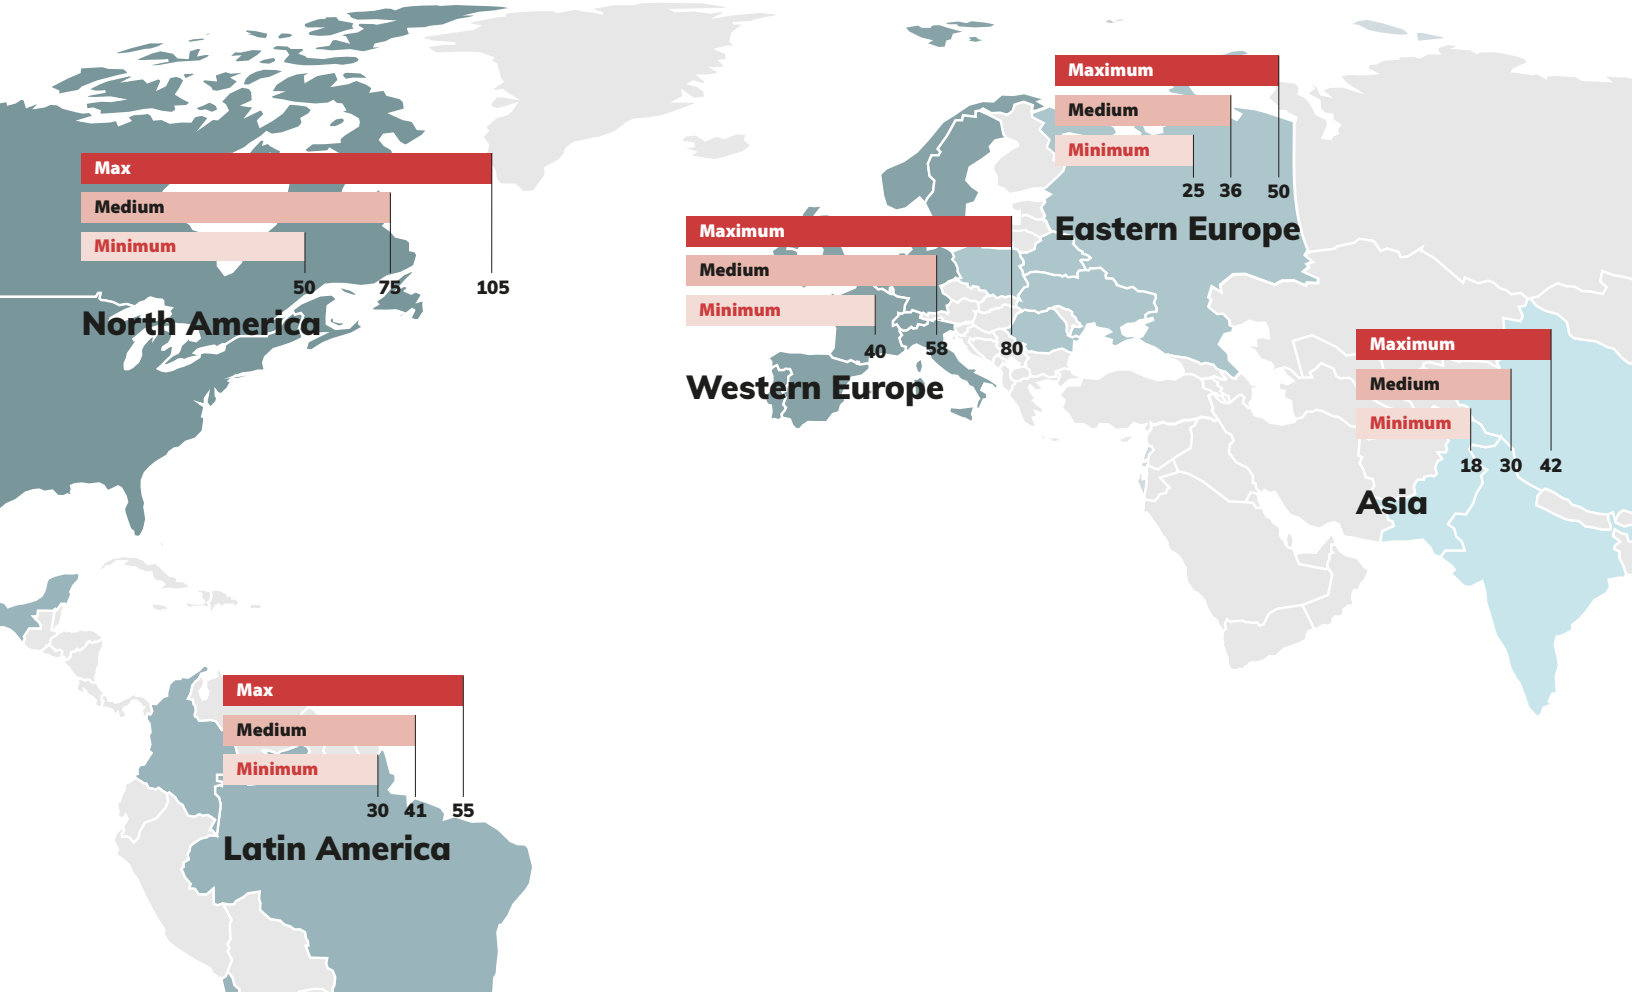 Maximum
Medium
Minimum
25 36 50
Eastern Europe
Max
Medium
Minimum
50 75 105
North America
Maximum
Medium
Minimum
40 58 80
Western Europe
Maximum
Medium
Minimum
18 30 42
Asia
Max
Medium
Minimum
30 41 55
Latin America